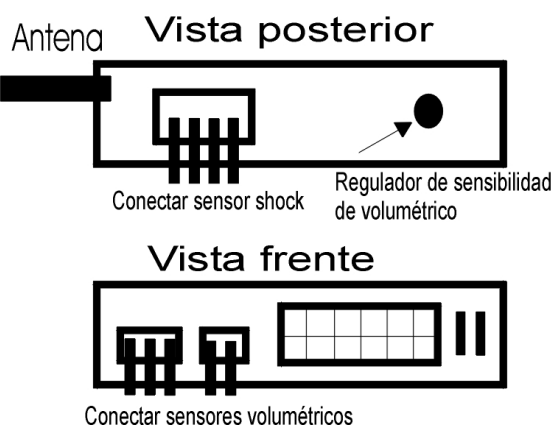 Antena
Vista posterior
Conectar sensor shock
Regulador de sensibilidad
de volumétrico
Vista frente
Conectar sensores volumétricos